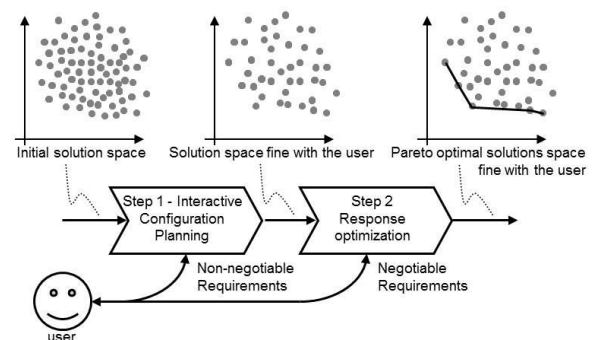 Initial solution space
Solution space fine with the user
Pareto optimal solutions space
fine with the user
Step 1 - Interactive
Configuration
Planning
Step 2
Response
optimization
Non-negotiable
Requirements
Negotiable
Requirements
user